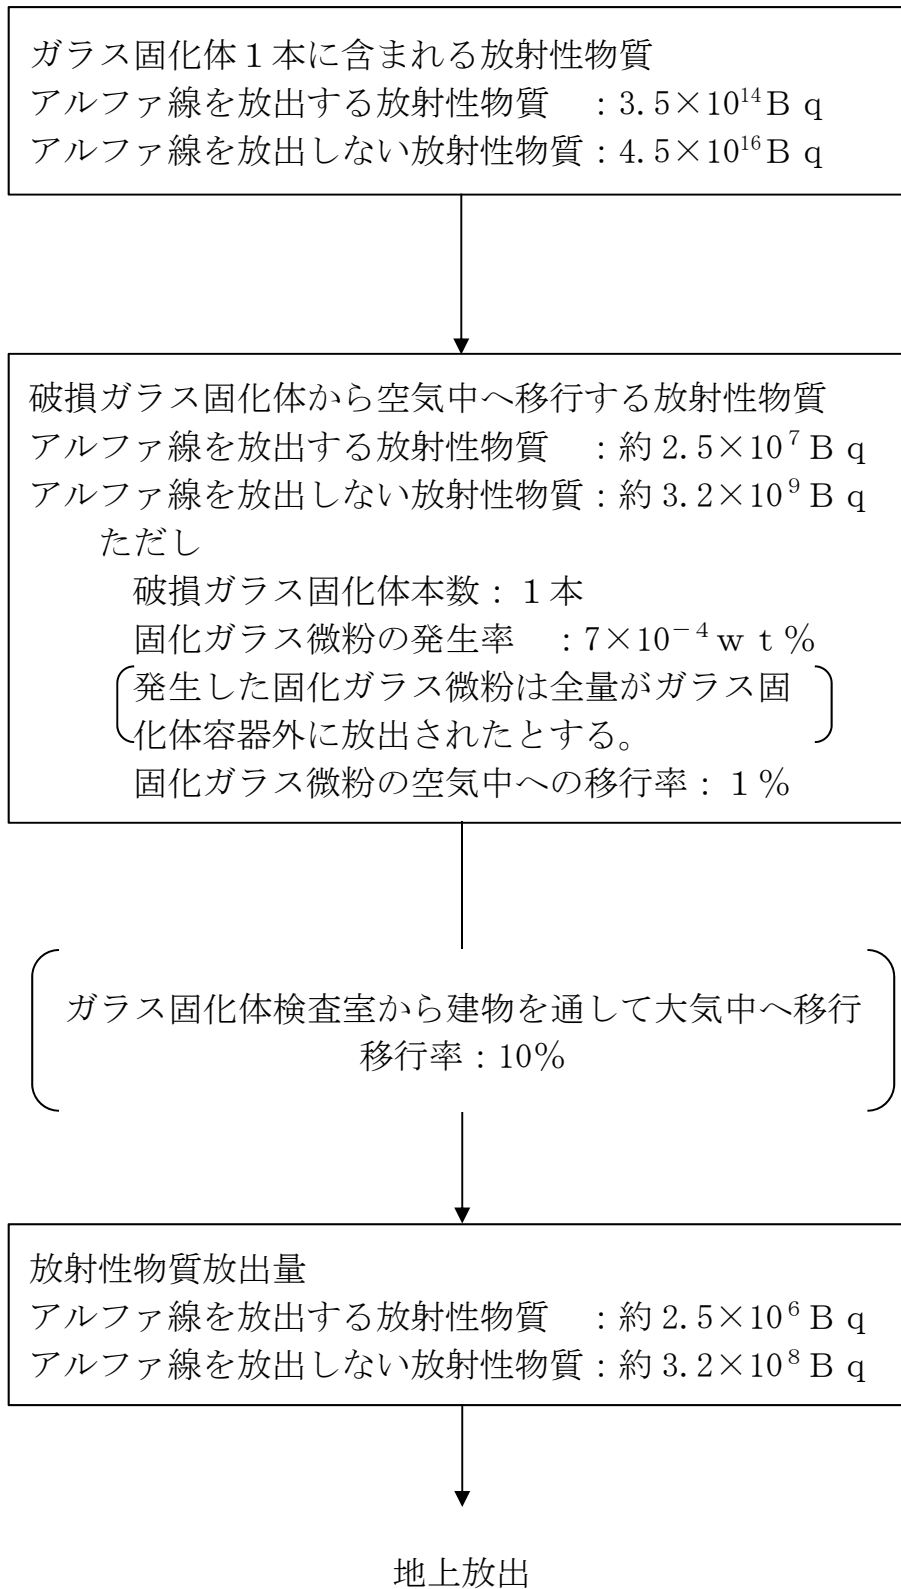 ガラス固化体１本に含まれる放射性物質
アルファ線を放出する放射性物質　：3.5×10¹⁴Ｂｑ
アルファ線を放出しない放射性物質：4.5×10¹⁶Ｂｑ
破損ガラス固化体から空気中へ移行する放射性物質
アルファ線を放出する放射性物質　：約2.5×10⁷Ｂｑ
アルファ線を放出しない放射性物質：約3.2×10⁹Ｂｑ
ただし
破損ガラス固化体本数：１本
固化ガラス微粉の発生率　：7×10⁻⁴ｗｔ％
発生した固化ガラス微粉は全量がガラス固
化体容器外に放出されたとする。
固化ガラス微粉の空気中への移行率：１％
ガラス固化体検査室から建物を通して大気中へ移行
移行率：10％
放射性物質放出量
アルファ線を放出する放射性物質　：約2.5×10⁶Ｂｑ
アルファ線を放出しない放射性物質：約3.2×10⁸Ｂｑ
地上放出